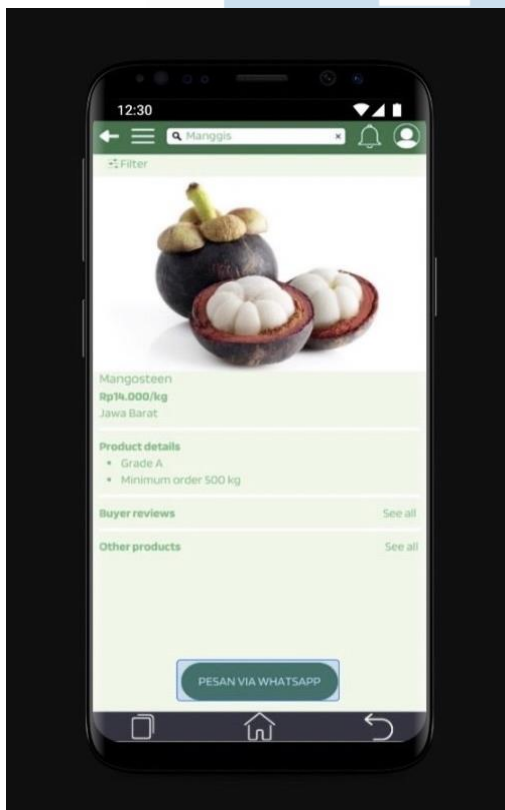 12:30
Manggis ×
Filter
Mangosteen
Rp14.000/kg
Jawa Barat
Product details
• Grade A
• Minimum order 500 kg
Buyer reviews See all
Other products See all
PESAN VIA WHATSAPP